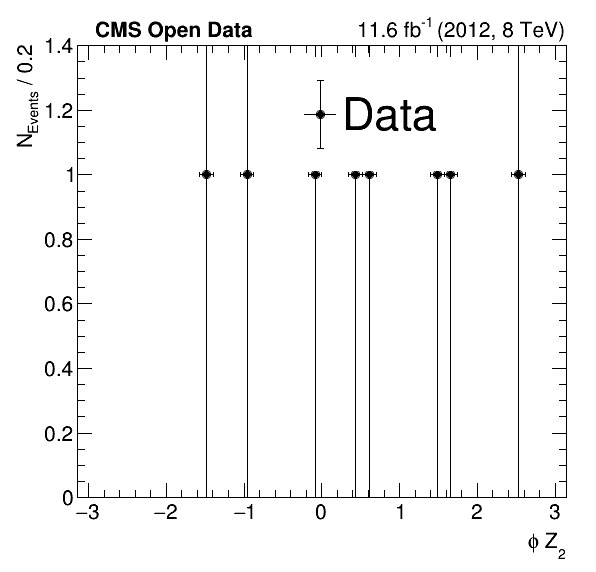 CMS Open Data 11.6 fb⁻¹ (2012, 8 TeV)
N_Events / 0.2
1.4
1.2
1
0.8
0.6
0.4
0.2
0
Data
−3 −2 −1 0 1 2 3
ϕ Z₂